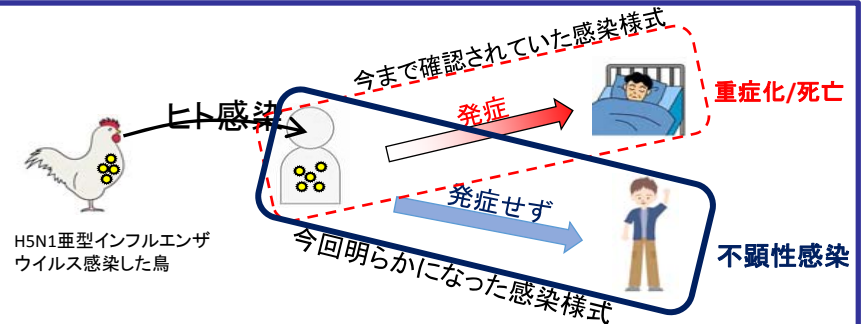 今まで確認されていた感染様式
ヒト感染
発症
重症化/死亡
H5N1亜型インフルエンザ
ウイルス感染した鳥
発症せず
不顕性感染
今回明らかになった感染様式